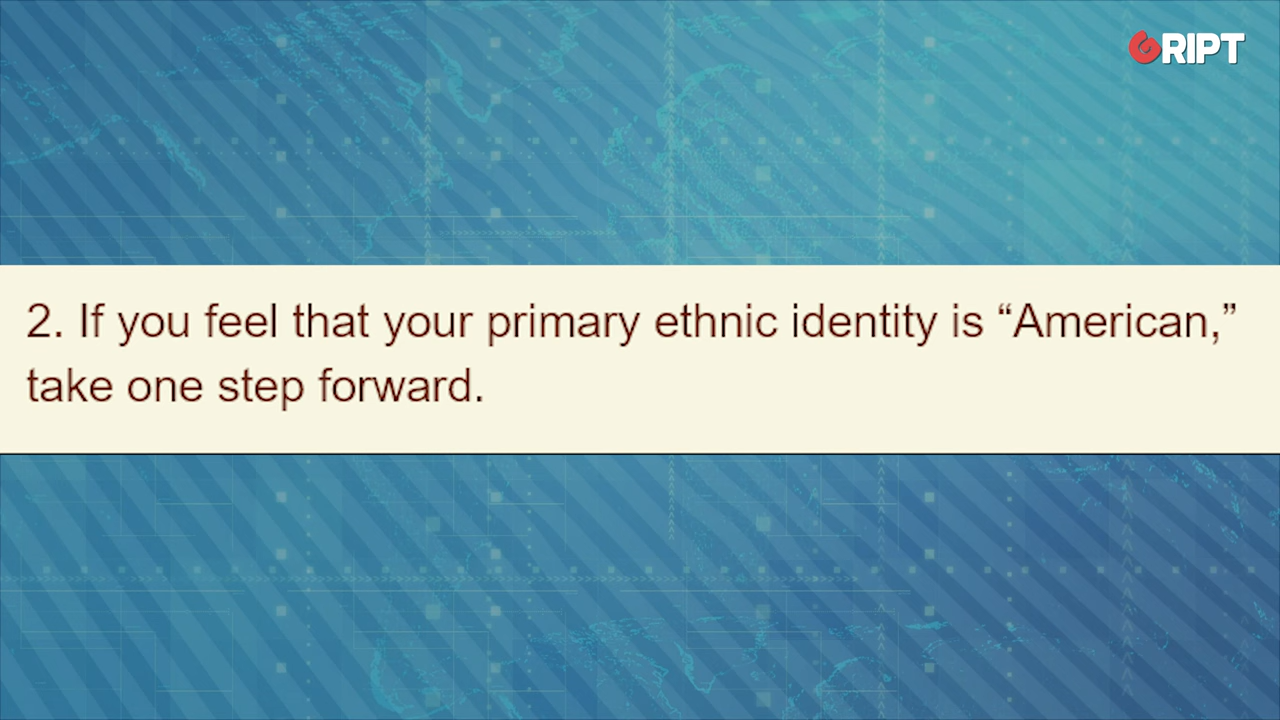 GRIPT
2. If you feel that your primary ethnic identity is “American,”
take one step forward.